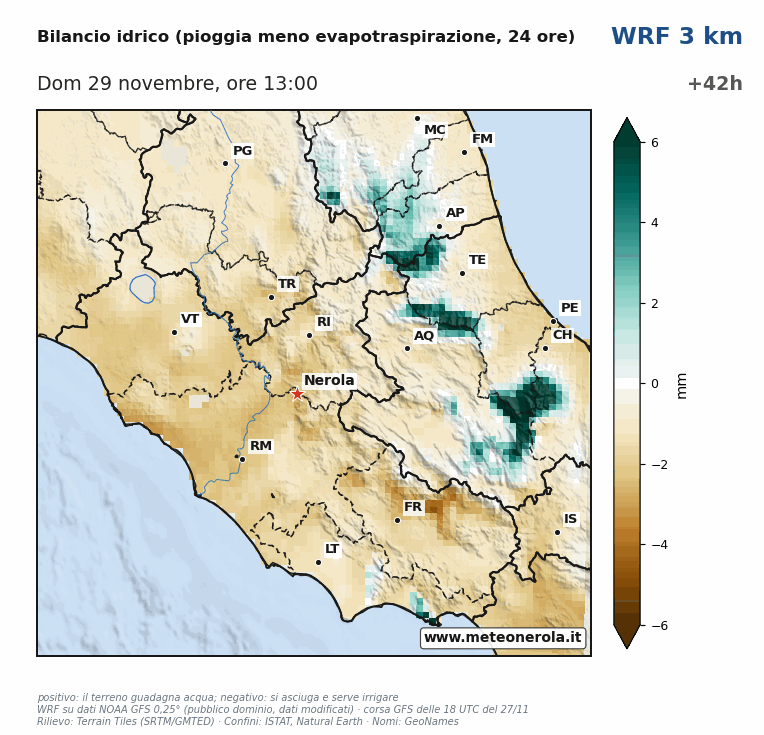 Bilancio idrico (pioggia meno evapotraspirazione, 24 ore)
WRF 3 km
Dom 29 novembre, ore 13:00
+42h
MC
FM
PG
AP
TE
TR
PE
VT
RI
AQ
CH
Nerola
RM
FR
IS
LT
www.meteonerola.it
6
4
2
0
−2
−4
−6
mm
positivo: il terreno guadagna acqua; negativo: si asciuga e serve irrigare
WRF su dati NOAA GFS 0,25° (pubblico dominio, dati modificati) · corsa GFS delle 18 UTC del 27/11
Rilievo: Terrain Tiles (SRTM/GMTED) · Confini: ISTAT, Natural Earth · Nomi: GeoNames